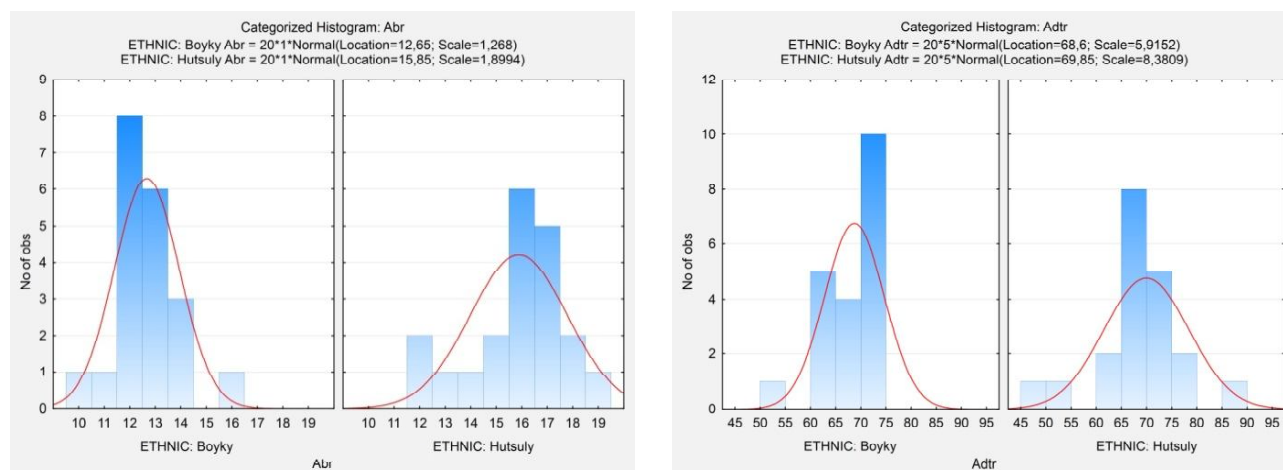 Categorized Histogram: Abr
ETHNIC: Boyky Abr = 20*1*Normal(Location=12,65; Scale=1,268)
ETHNIC: Hutsuly Abr = 20*1*Normal(Location=15,85; Scale=1,8994)
9
8
7
6
5
4
3
2
1
0
No of obs
10 11 12 13 14 15 16 17 18 19
10 11 12 13 14 15 16 17 18 19
ETHNIC: Boyky
ETHNIC: Hutsuly
Abr
Categorized Histogram: Adtr
ETHNIC: Boyky Adtr = 20*5*Normal(Location=68,6; Scale=5,9152)
ETHNIC: Hutsuly Adtr = 20*5*Normal(Location=69,85; Scale=8,3809)
12
10
8
6
4
2
0
No of obs
45 50 55 60 65 70 75 80 85 90 95
45 50 55 60 65 70 75 80 85 90 95
ETHNIC: Boyky
ETHNIC: Hutsuly
Adtr